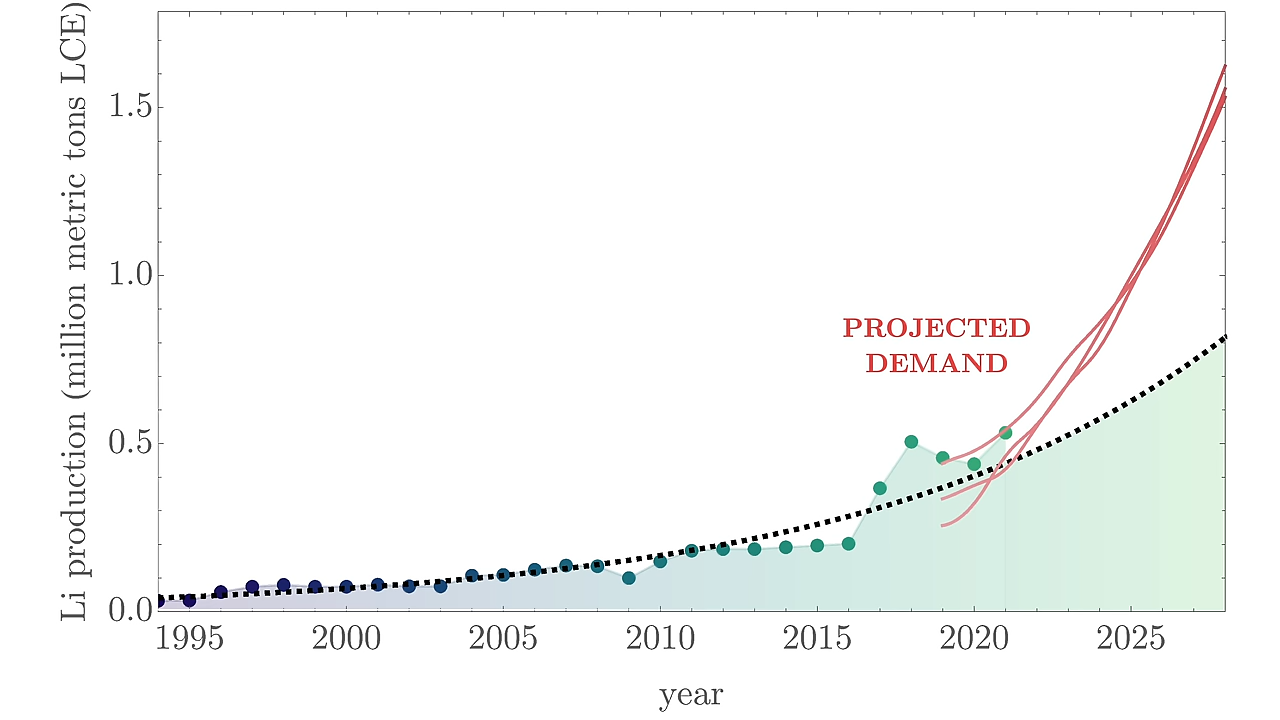 Li production (million metric tons LCE)
1.5
1.0
0.5
0.0
PROJECTED
DEMAND
1995 2000 2005 2010 2015 2020 2025
year